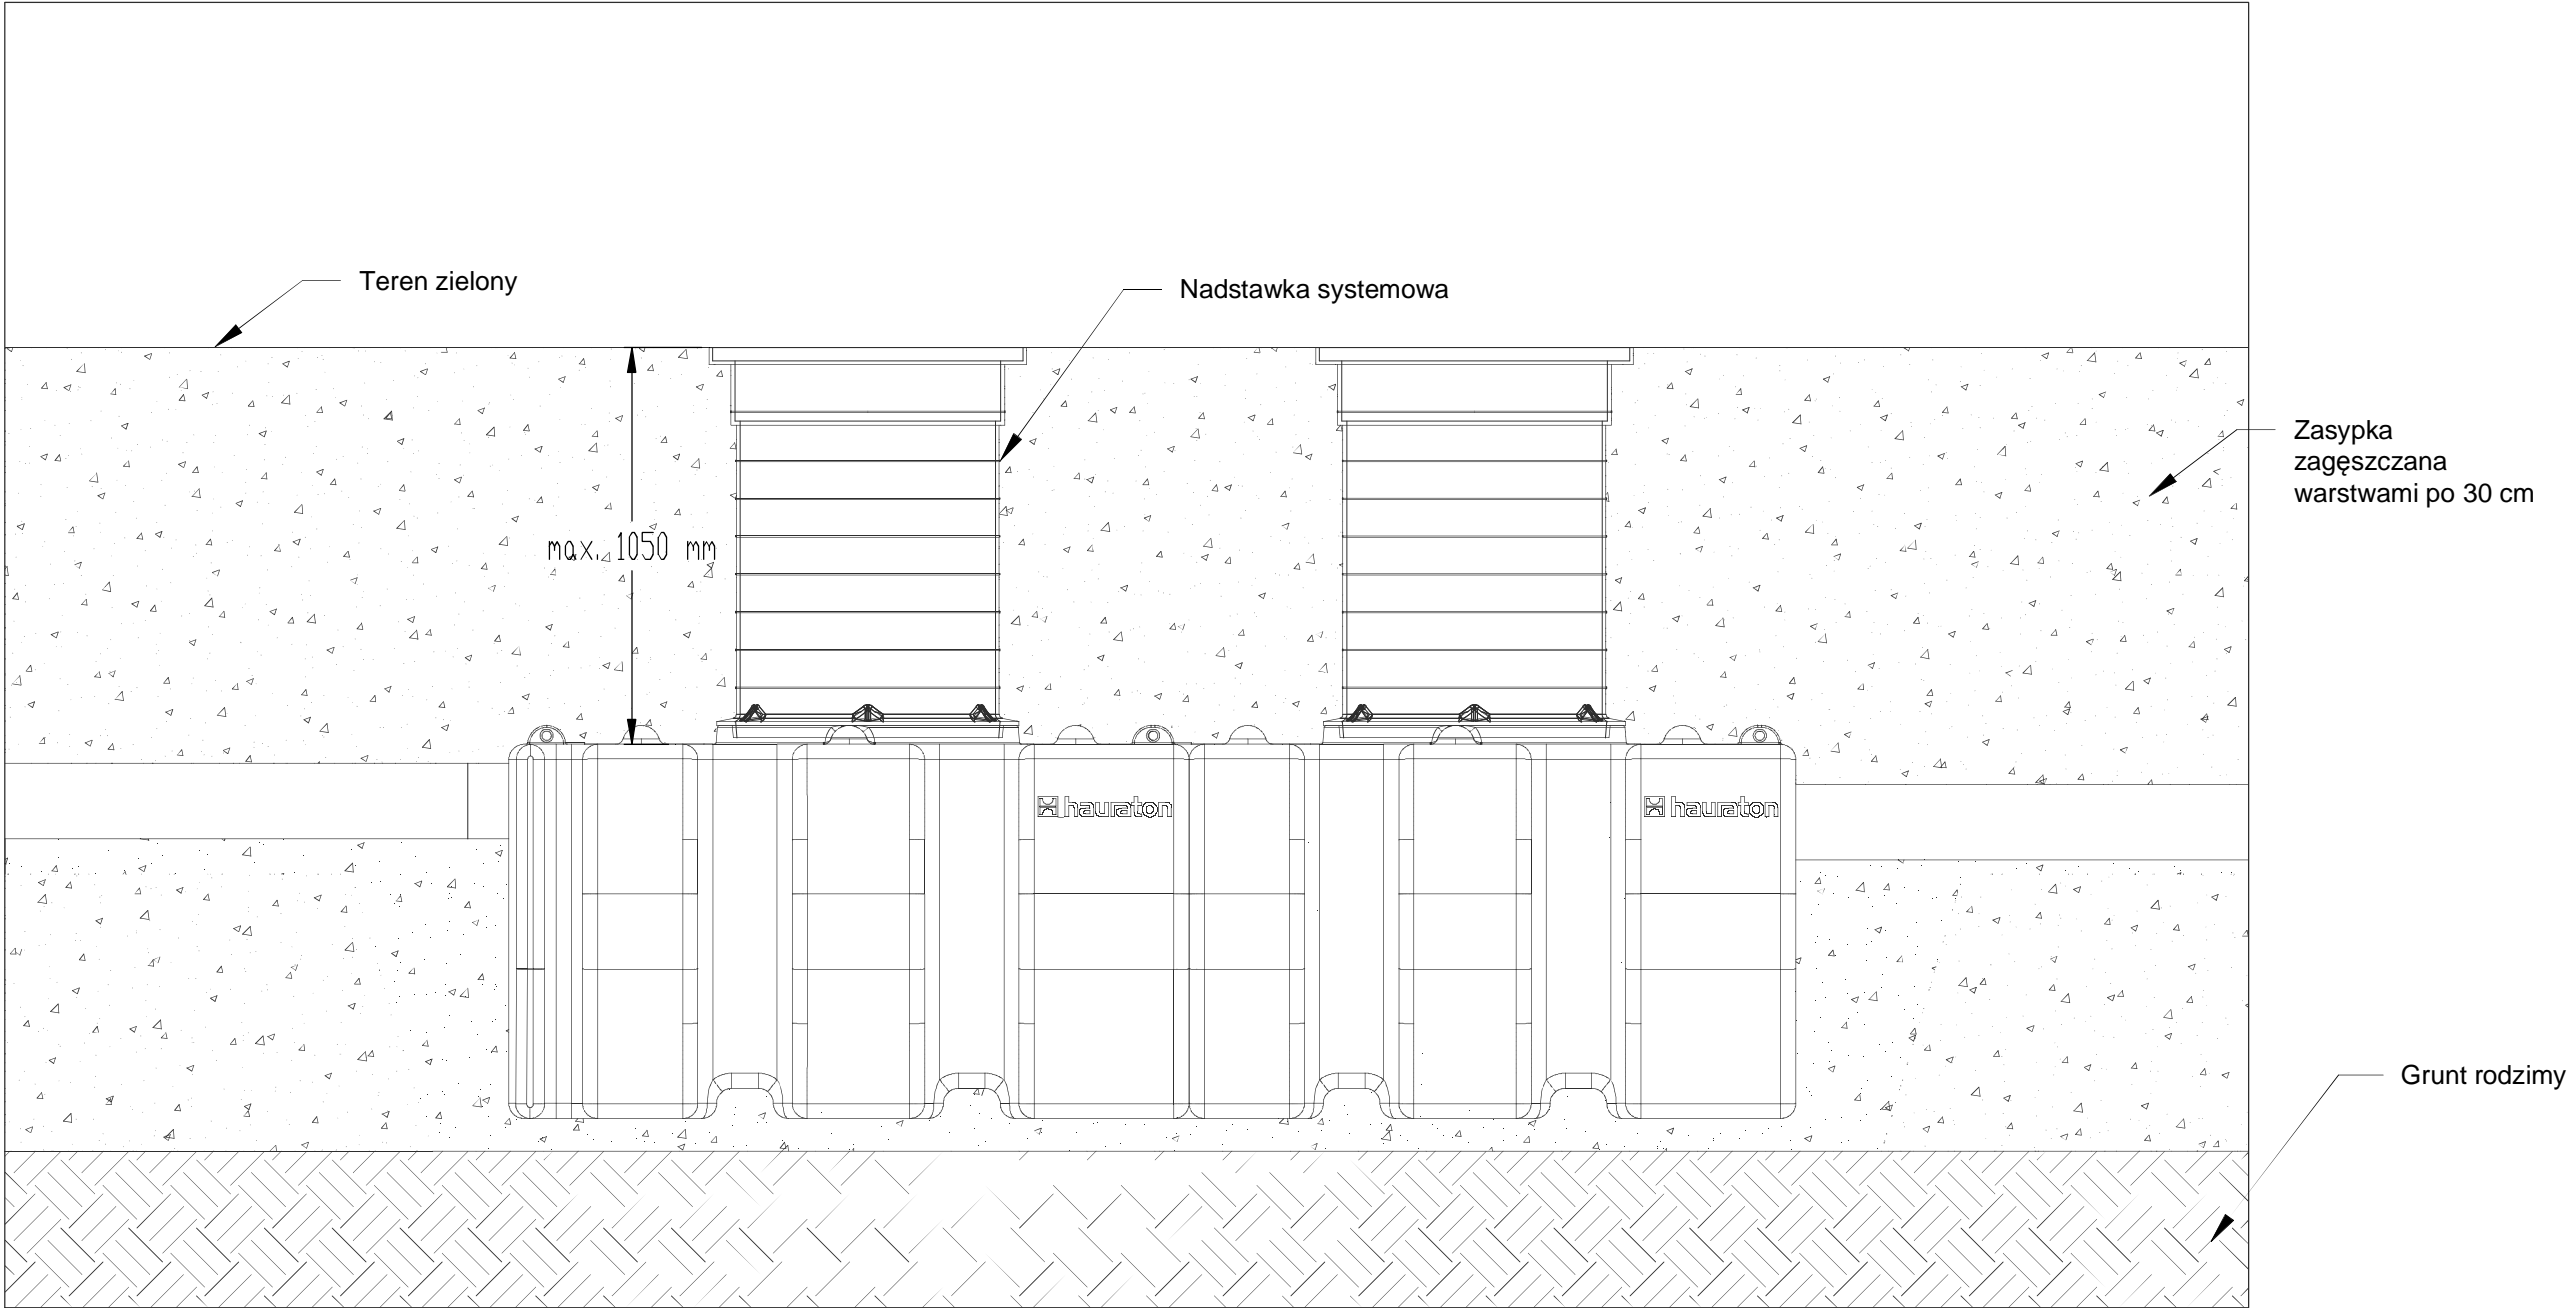 Teren zielony
Nadstawka systemowa
Zasypka
zagęszczana
warstwami po 30 cm
max. 1050 mm
hauraton
hauraton
Grunt rodzimy